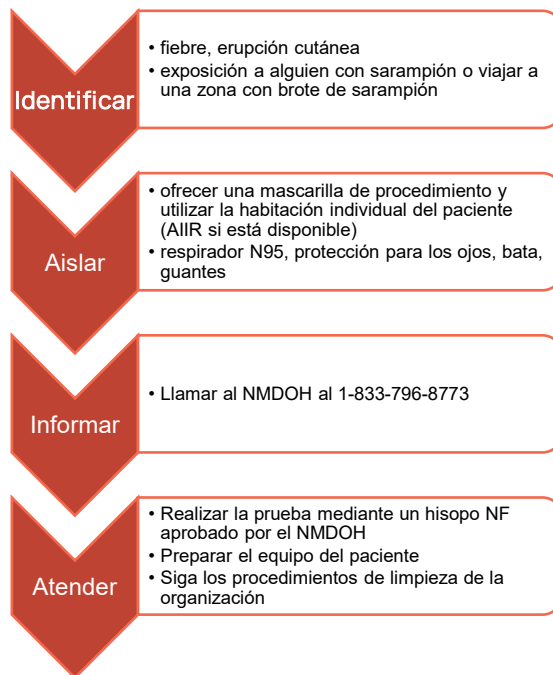 Identificar
• fiebre, erupción cutánea
• exposición a alguien con sarampión o viajar a
una zona con brote de sarampión
Aislar
• ofrecer una mascarilla de procedimiento y
utilizar la habitación individual del paciente
(AIIR si está disponible)
• respirador N95, protección para los ojos, bata,
guantes
Informar
• Llamar al NMDOH al 1-833-796-8773
Atender
• Realizar la prueba mediante un hisopo NF
aprobado por el NMDOH
• Preparar el equipo del paciente
• Siga los procedimientos de limpieza de la
organización